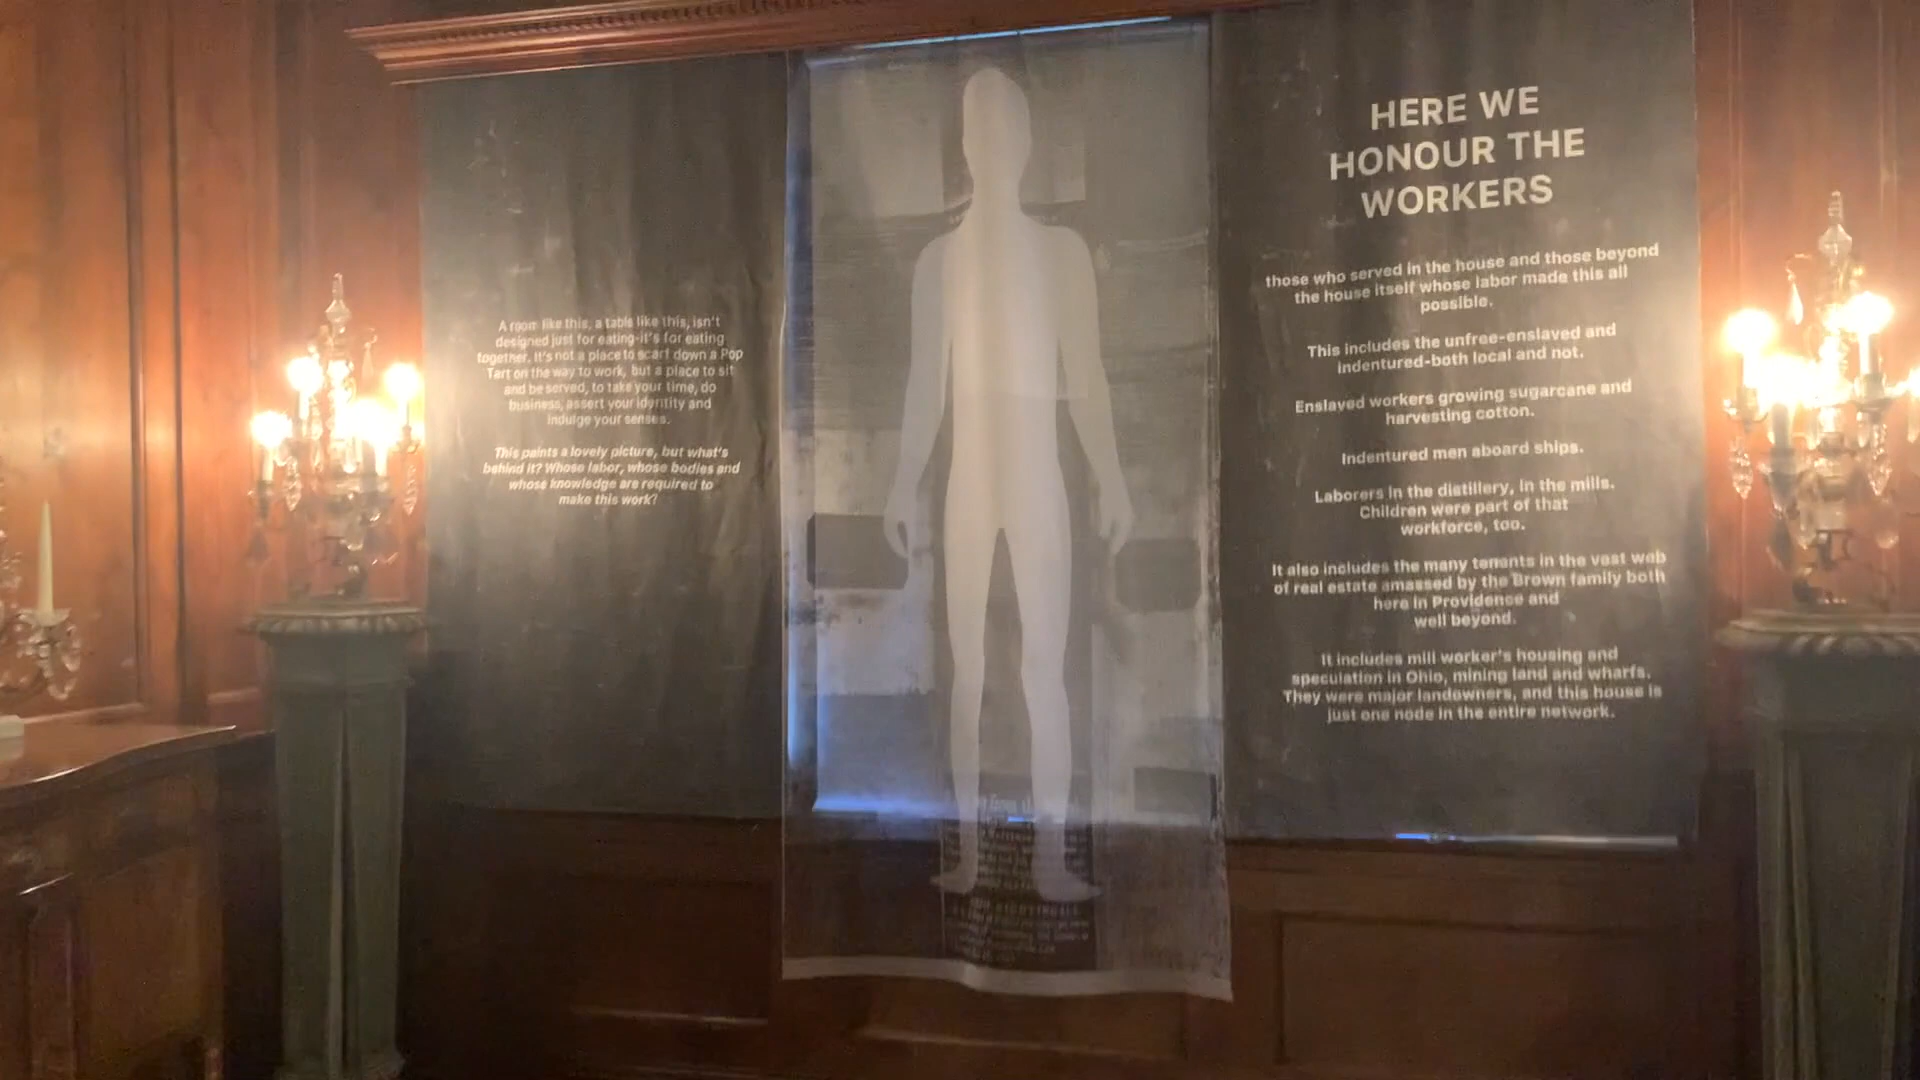 A room like this, a table like this, isn't
designed just for eating-it's for eating
together. It's not a place to scarf down a Pop
Tart on the way to work, but a place to sit
and be served, to take your time, do
business, assert your identity and
indulge your senses.
This paints a lovely picture, but what's
behind it? Whose labor, whose bodies and
whose knowledge are required to
make this work?
HERE WE
HONOUR THE
WORKERS
those who served in the house and those beyond
the house itself whose labor made this all
possible.
This includes the unfree-enslaved and
indentured-both local and not.
Enslaved workers growing sugarcane and
harvesting cotton.
Indentured men aboard ships.
Laborers in the distillery, in the mills.
Children were part of that
workforce, too.
It also includes the many tenants in the vast web
of real estate amassed by the Brown family both
here in Providence and
well beyond.
It includes mill worker's housing and
speculation in Ohio, mining land and wharfs.
They were major landowners, and this house is
just one node in the entire network.